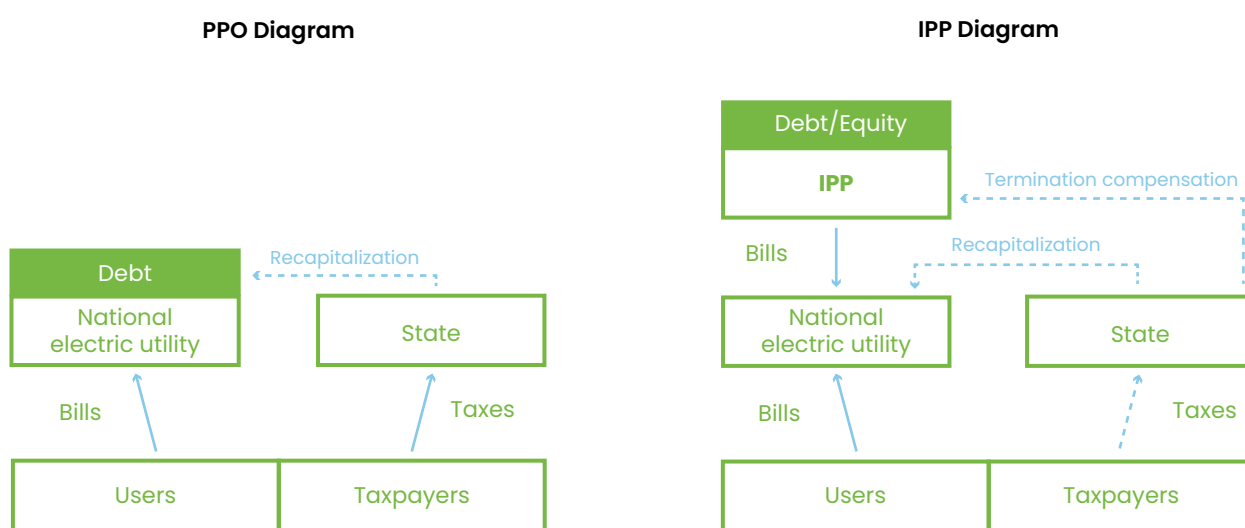 PPO Diagram
Debt
National
electric utility
Recapitalization
State
Bills
Taxes
Users
Taxpayers
IPP Diagram
Debt/Equity
IPP
Termination compensation
Bills
Recapitalization
National
electric utility
State
Bills
Taxes
Users
Taxpayers